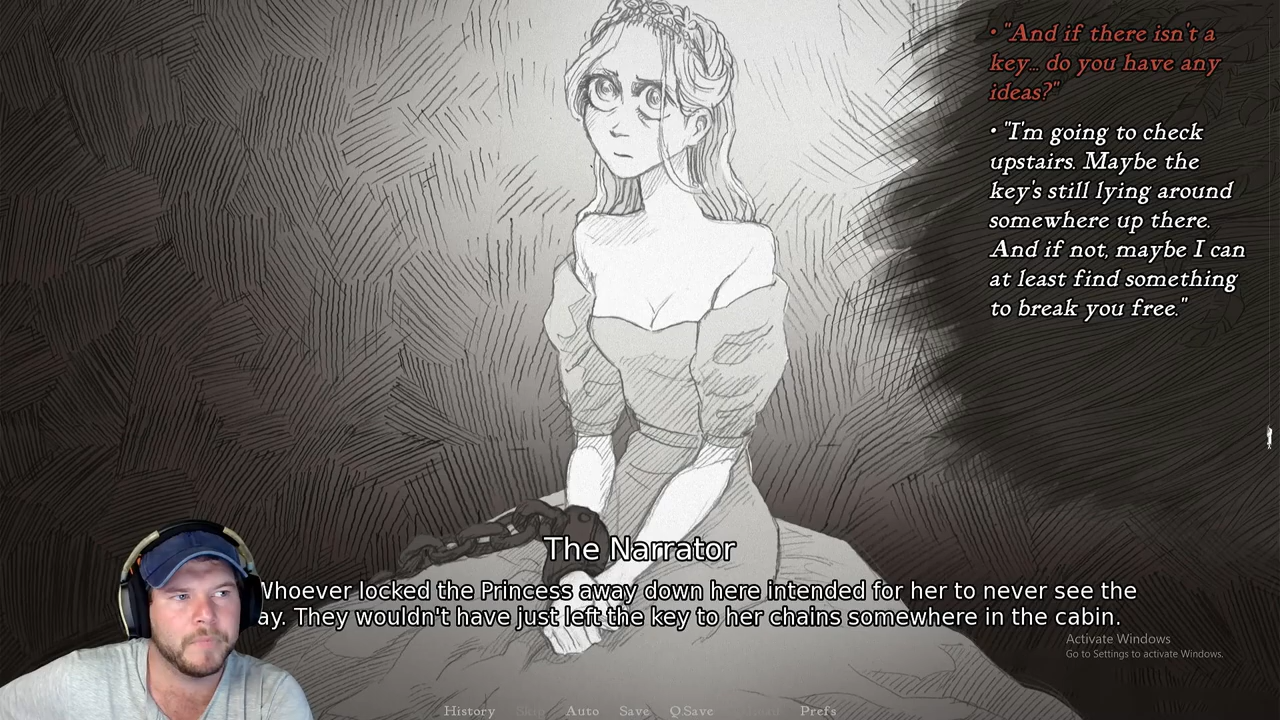 • "And if there isn't a
key... do you have any
ideas?"
• "I'm going to check
upstairs. Maybe the
key's still lying around
somewhere up there.
And if not, maybe I can
at least find something
to break you free."
The Narrator
Whoever locked the Princess away down here intended for her to never see the
ay. They wouldn't have just left the key to her chains somewhere in the cabin.
Activate Windows
Go to Settings to activate Windows.
History Skip Auto Save Q.Save Prefs